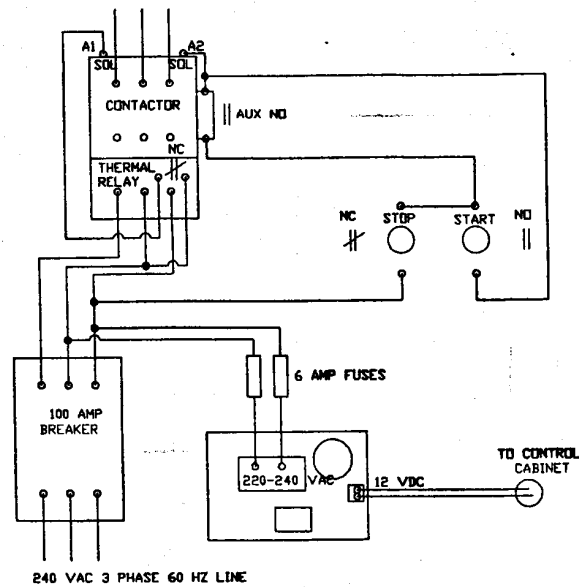 A1
A2
SOL
SOL
CONTACTOR
AUX NO
NC
THERMAL
RELAY
NC
STOP
START
NO
6 AMP FUSES
100 AMP
BREAKER
220-240 VAC
12 VDC
TO CONTROL
CABINET
240 VAC 3 PHASE 60 HZ LINE